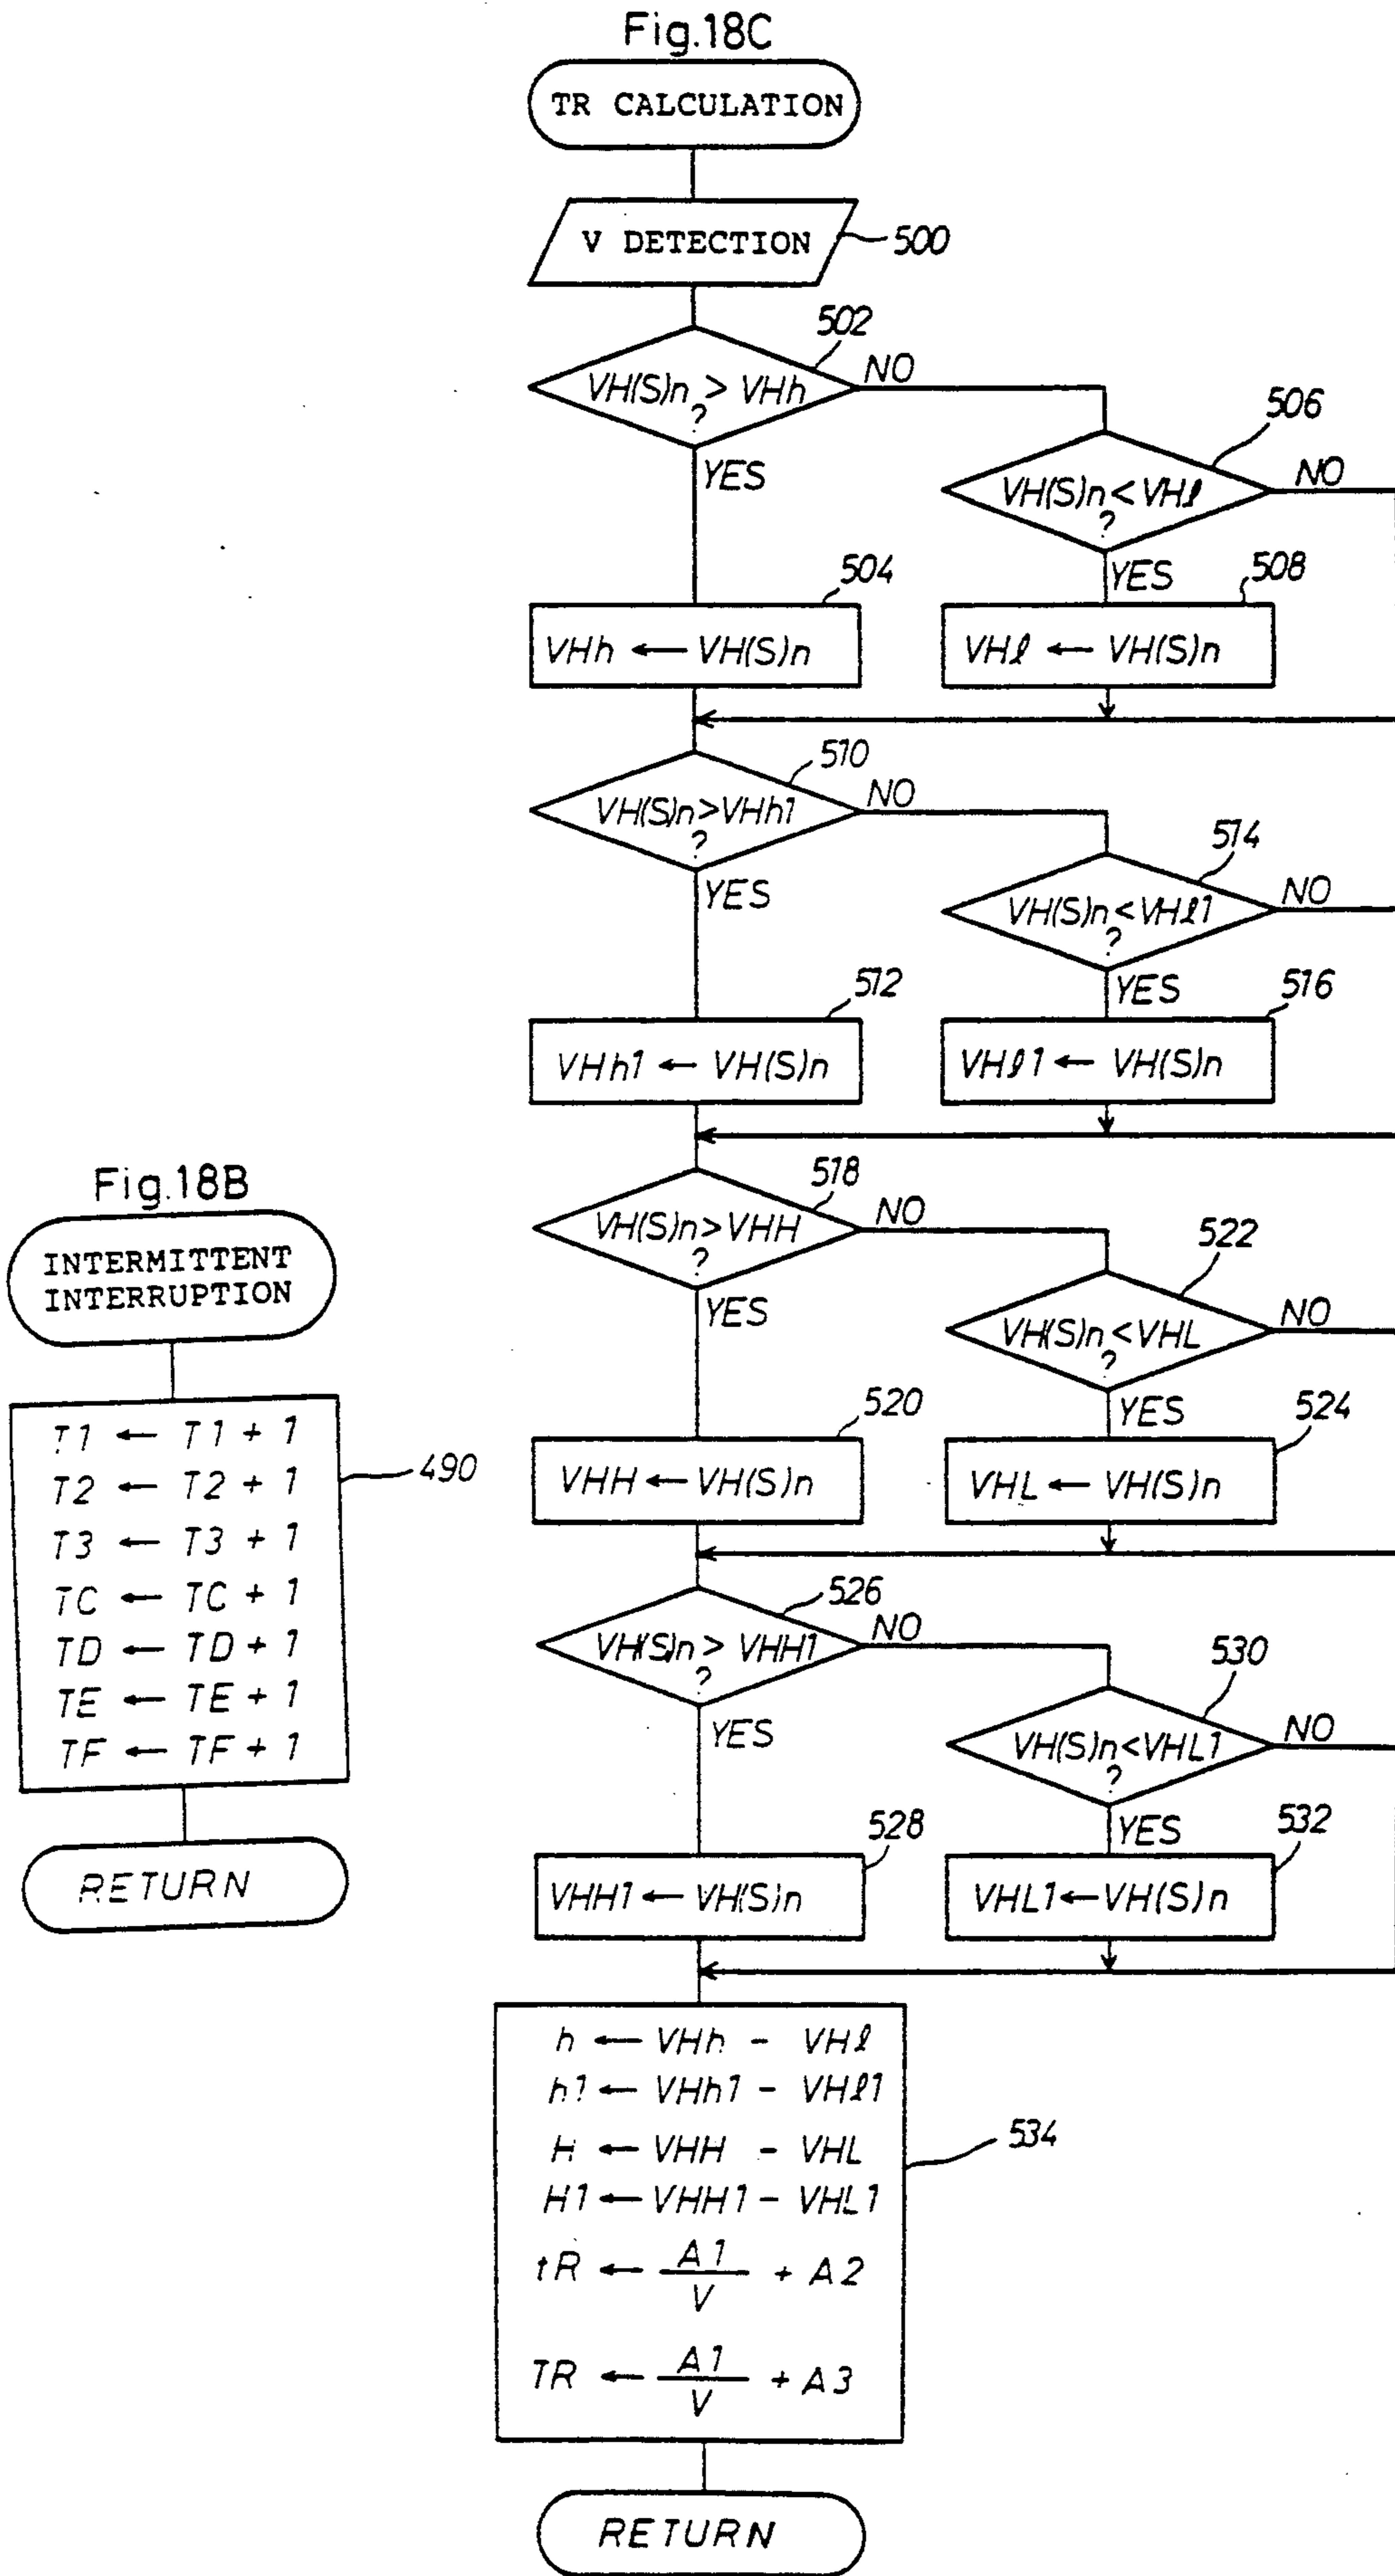 Fig.18C
TR CALCULATION
V DETECTION
500
502
VH(S)n > VHh
?
NO
YES
506
VH(S)n < VHℓ
?
NO
YES
504
VHh ← VH(S)n
508
VHℓ ← VH(S)n
510
VH(S)n > VHh1
?
NO
YES
514
VH(S)n < VHℓ1
?
NO
YES
512
VHh1 ← VH(S)n
516
VHℓ1 ← VH(S)n
518
VH(S)n > VHH
?
NO
YES
522
VH(S)n < VHL
?
NO
YES
520
VHH ← VH(S)n
524
VHL ← VH(S)n
526
VH(S)n > VHH1
?
NO
YES
530
VH(S)n < VHL1
?
NO
YES
528
VHH1 ← VH(S)n
532
VHL1 ← VH(S)n
h ← VHh - VHℓ
h1 ← VHh1 - VHℓ1
H ← VHH - VHL
H1 ← VHH1 - VHL1
tR ← A1/V + A2
TR ← A1/V + A3
534
RETURN
Fig.18B
INTERMITTENT
INTERRUPTION
T1 ← T1 + 1
T2 ← T2 + 1
T3 ← T3 + 1
TC ← TC + 1
TD ← TD + 1
TE ← TE + 1
TF ← TF + 1
490
RETURN